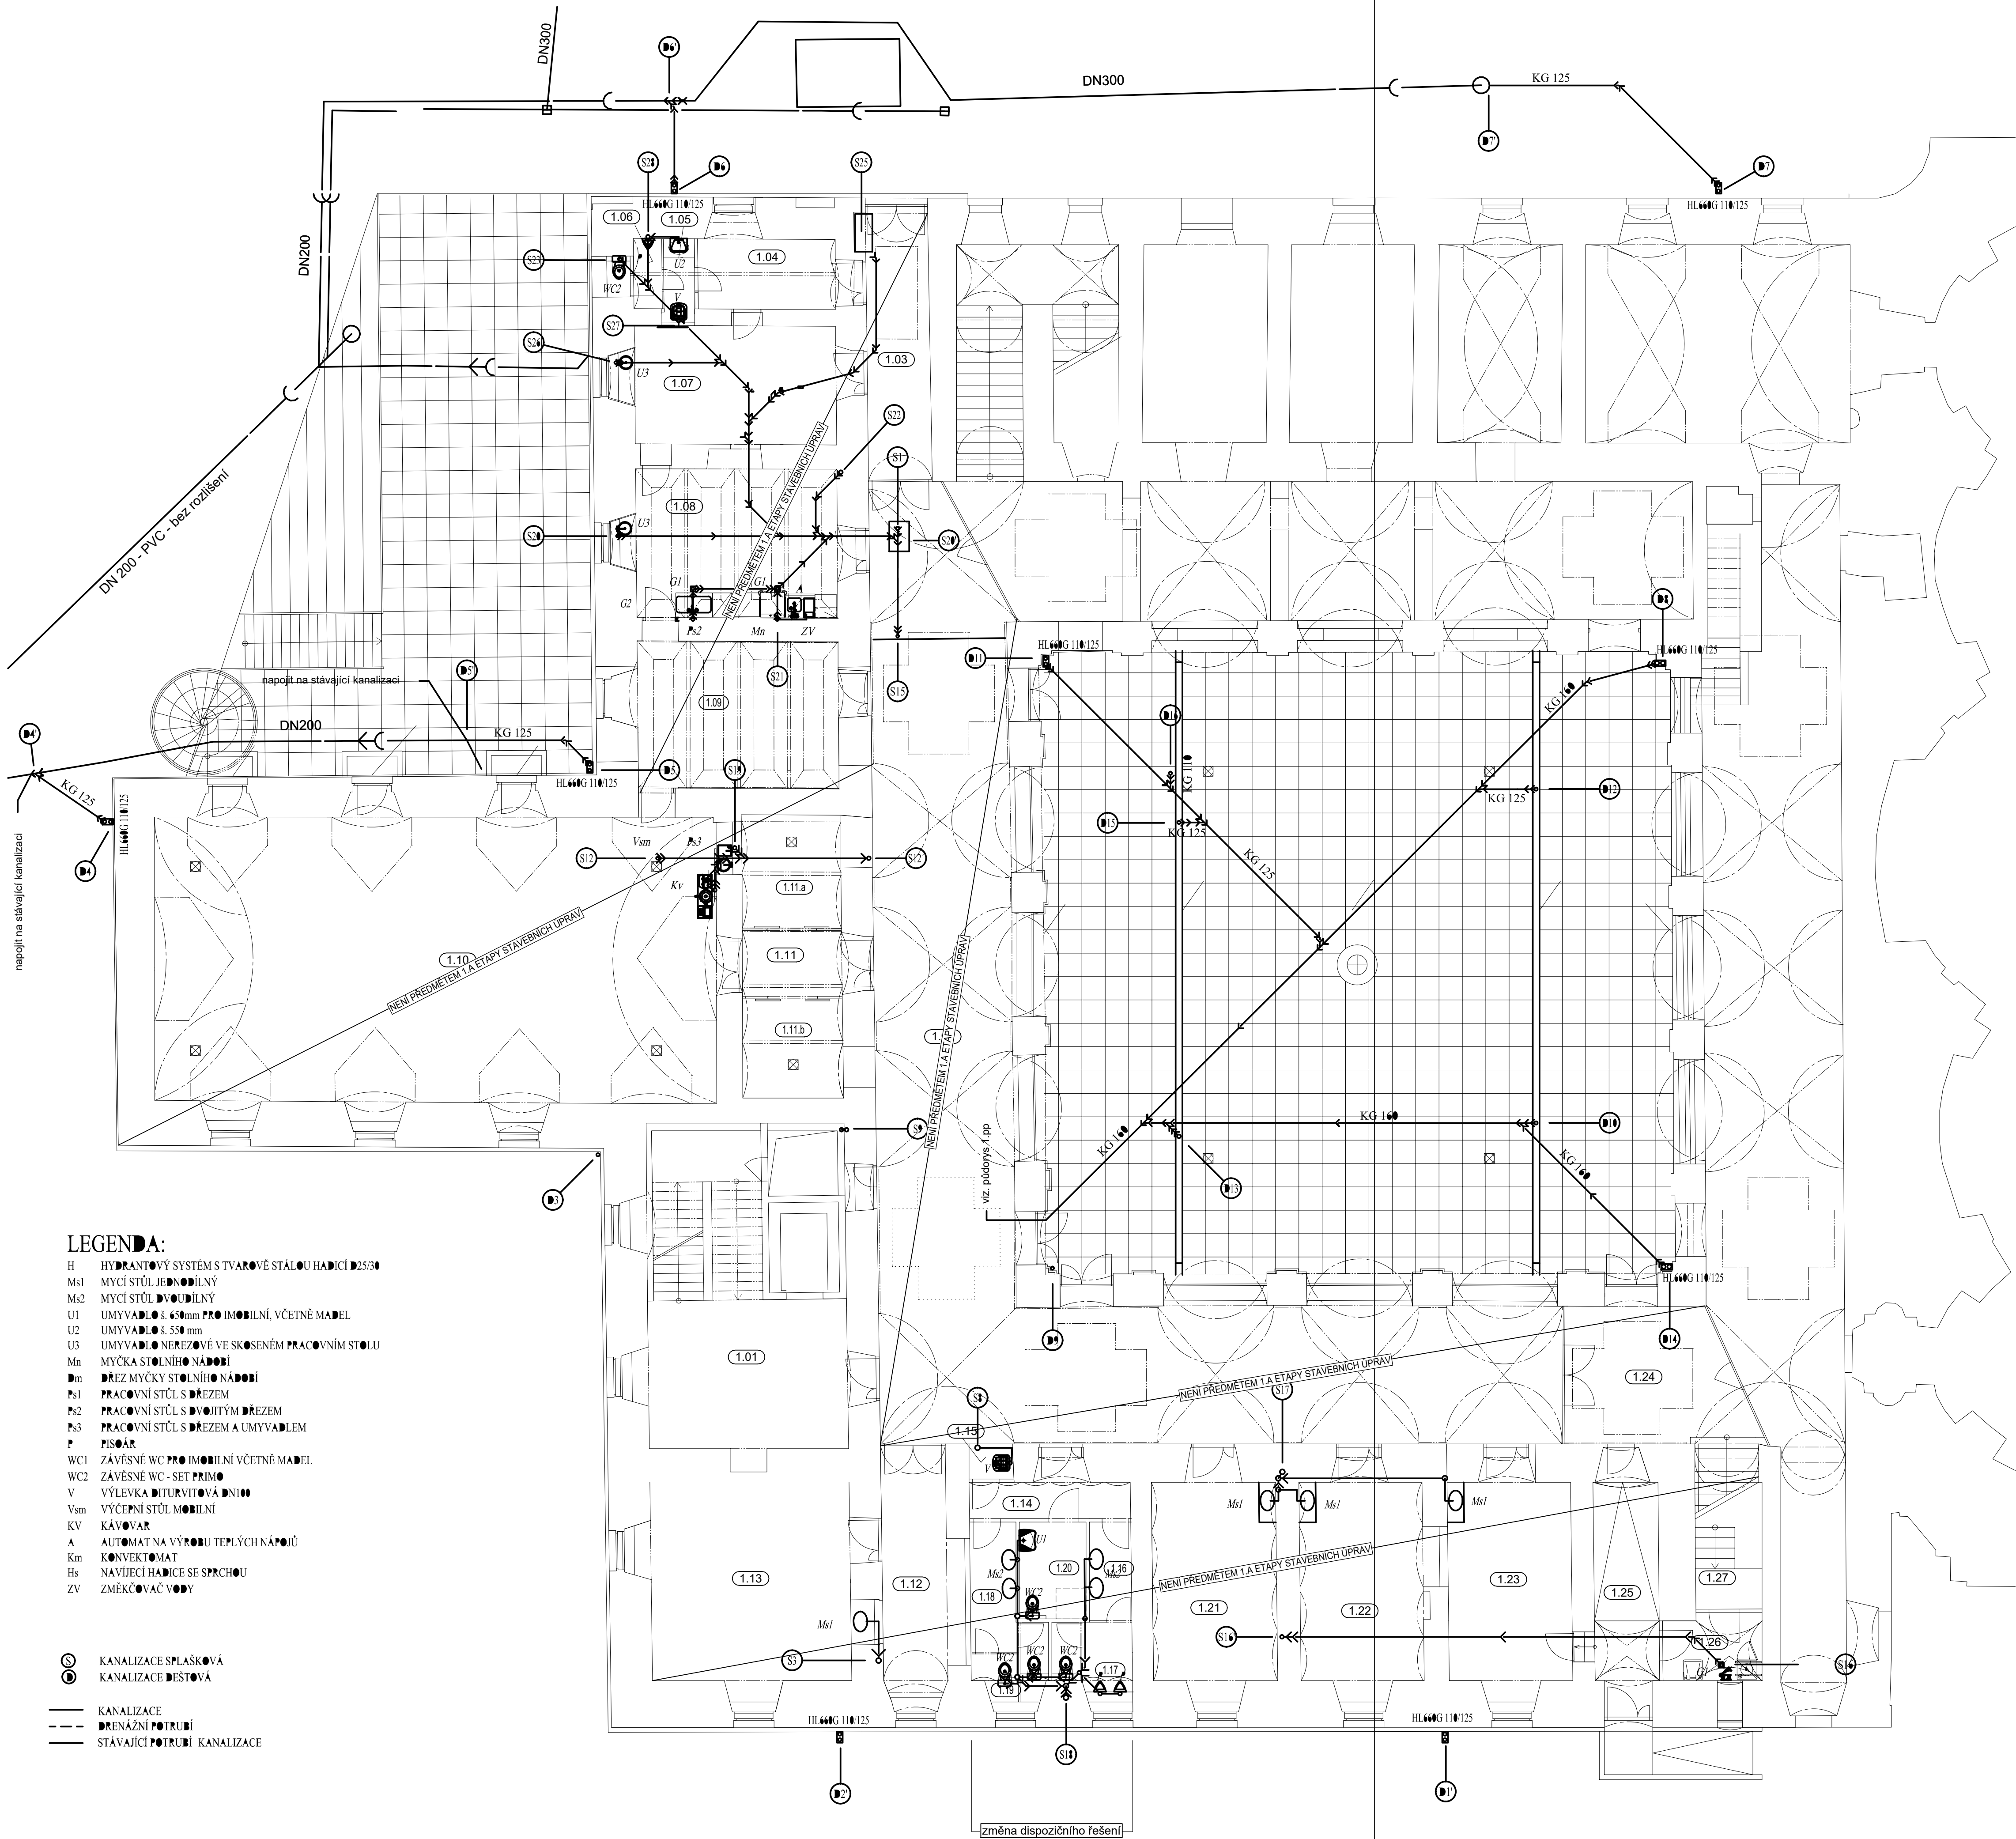 DN300
D6'
DN300
KG 125
D7'
S28
D6
S25
D7
HL660G 110/125
HL660G 110/125
1.06
1.05
DN200
S23
U2
1.04
WC2
V
S27
S26
U3
1.07
1.03
S22
S1
DN 200 - PVC - bez rozlišení
NENÍ PŘEDMĚTEM 1.A ETAPY STAVEBNÍCH ÚPRAV
1.08
U3
S20
S20'
G1
G1
G2
Ps2
Mn
ZV
D8
HL660G 110/125
D11
HL660G 110/125
napojit na stávající kanalizaci
D5'
S21
S15
1.09
KG 160
D16
DN200
KG 125
D4'
D5
S19
KG 110
HL660G 110/125
KG 125
D12
KG 125
D15
KG 125
HL660G 110/125
D4
napojit na stávající kanalizaci
Vsm
Ps3
S12
S12
Kv
1.11.a
KG 125
1.10
NENÍ PŘEDMĚTEM 1.A ETAPY STAVEBNÍCH ÚPRAV
1.11
1.11.b
NENÍ PŘEDMĚTEM 1.A ETAPY STAVEBNÍCH ÚPRAV
S9
KG 160
KG 160
D10
KG 160
D3
D13
viz. půdorys 1.pp
LEGENDA:
H HYDRANTOVÝ SYSTÉM S TVAROVĚ STÁLOU HADICÍ D25/30
Ms1 MYCÍ STŮL JEDNODÍLNÝ
Ms2 MYCÍ STŮL DVOUDÍLNÝ
U1 UMYVADLO š. 650mm PRO IMOBILNÍ, VČETNĚ MADEL
U2 UMYVADLO š. 550 mm
U3 UMYVADLO NEREZOVÉ VE SKOSENÉM PRACOVNÍM STOLU
Mn MYČKA STOLNÍHO NÁDOBÍ
Dm DŘEZ MYČKY STOLNÍHO NÁDOBÍ
Ps1 PRACOVNÍ STŮL S DŘEZEM
Ps2 PRACOVNÍ STŮL S DVOJITÝM DŘEZEM
Ps3 PRACOVNÍ STŮL S DŘEZEM A UMYVADLEM
P PISOÁR
WC1 ZÁVĚSNÉ WC PRO IMOBILNÍ VČETNĚ MADEL
WC2 ZÁVĚSNÉ WC - SET PRIMO
V VÝLEVKA DITURVITOVÁ DN100
Vsm VÝČEPNÍ STŮL MOBILNÍ
KV KÁVOVAR
A AUTOMAT NA VÝROBU TEPLÝCH NÁPOJŮ
Km KONVEKTOMAT
Hs NAVÍJECÍ HADICE SE SPRCHOU
ZV ZMĚKČOVAČ VODY
S KANALIZACE SPLAŠKOVÁ
D KANALIZACE DEŠTOVÁ
KANALIZACE
DRENÁŽNÍ POTRUBÍ
STÁVAJÍCÍ POTRUBÍ KANALIZACE
HL660G 110/125
D9
D14
1.01
NENÍ PŘEDMĚTEM 1.A ETAPY STAVEBNÍCH ÚPRAV
1.24
S8
S17
1.15
V
Ms1
Ms1
Ms1
1.14
U1
1.20
1.16
Ms2
Ms2
1.18
WC2
1.13
1.12
NENÍ PŘEDMĚTEM 1.A ETAPY STAVEBNÍCH ÚPRAV
1.21
1.22
1.23
1.25
1.27
Ms1
S3
WC2
WC2
WC2
1.17
1.19
S16
1.26
G1
S16
HL660G 110/125
HL660G 110/125
S18
D2'
D1'
změna dispozičního řešení